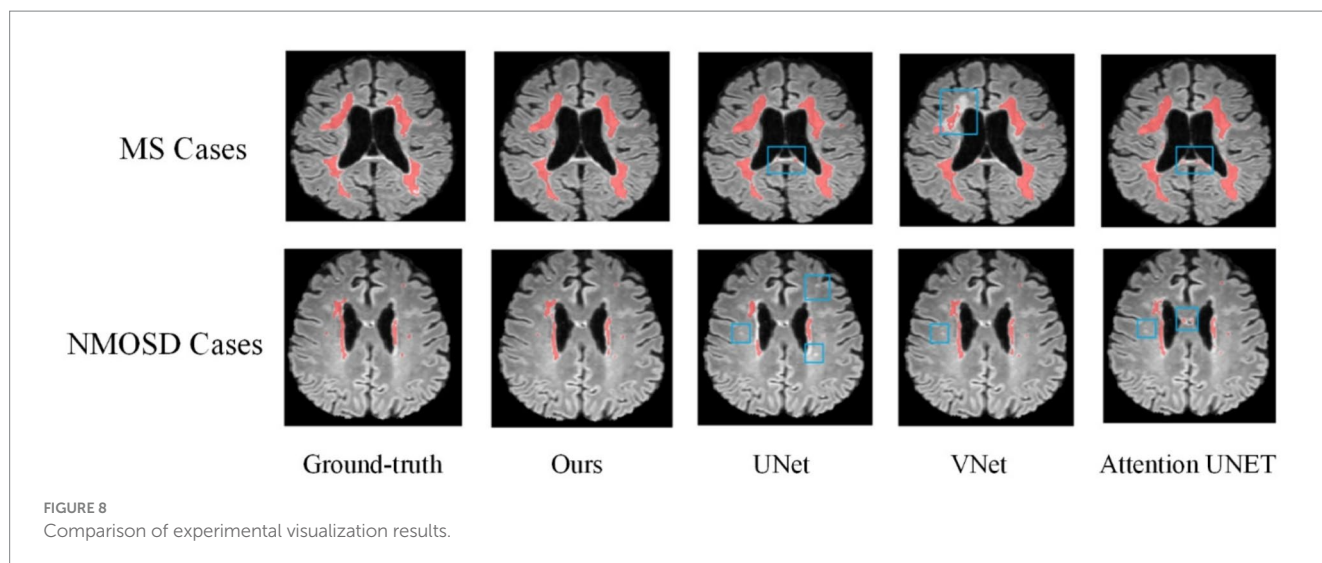 MS Cases
NMOSD Cases
Ground-truth
Ours
UNet
VNet
Attention UNET
FIGURE 8
Comparison of experimental visualization results.